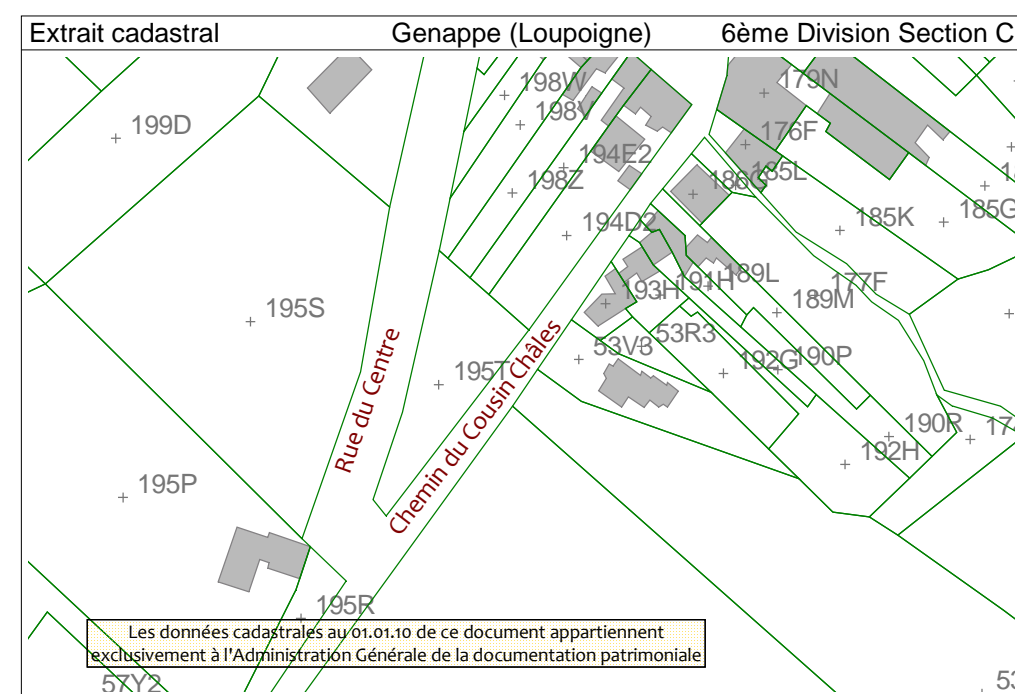 Extrait cadastral Genappe (Loupoigne) 6ème Division Section C
198W
179N
198V
199D
176F
194E2
185L
186G
198Z
185K
185G
194D2
189L
191H
177F
193H
189M
195S
53R3
53V3
190P
192G
195T
Rue du Centre
Chemin du Cousin Châles
190R
192H
195P
195R
Les données cadastrales au 01.01.10 de ce document appartiennent
exclusivement à l'Administration Générale de la documentation patrimoniale
57Y2